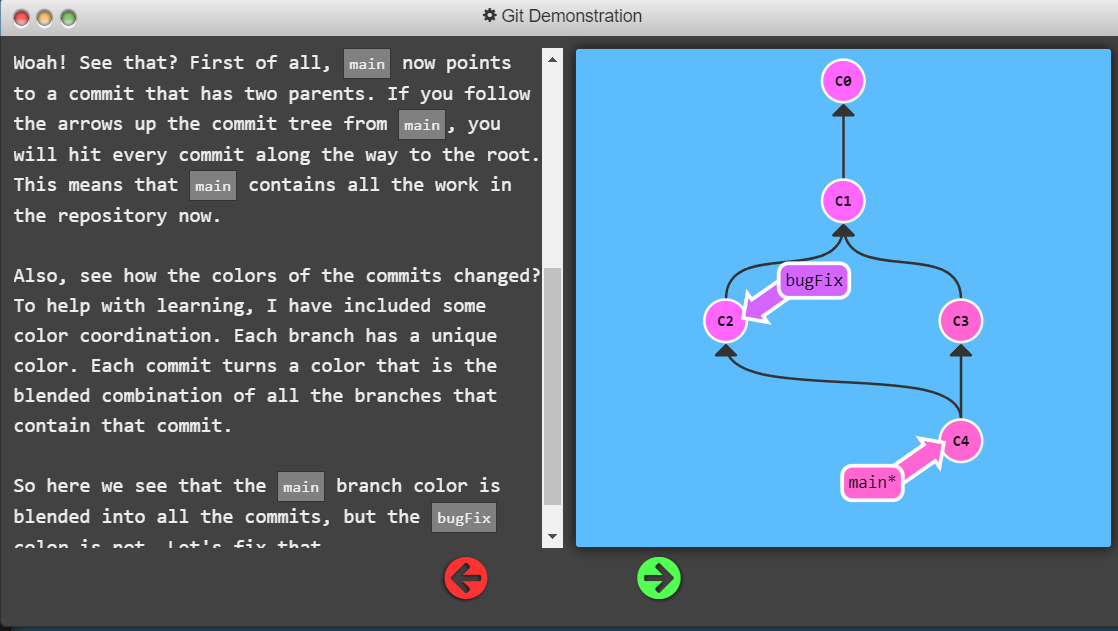 Git Demonstration
Woah! See that? First of all, main now points
to a commit that has two parents. If you follow
the arrows up the commit tree from main, you
will hit every commit along the way to the root.
This means that main contains all the work in
the repository now.
Also, see how the colors of the commits changed?
To help with learning, I have included some
color coordination. Each branch has a unique
color. Each commit turns a color that is the
blended combination of all the branches that
contain that commit.
So here we see that the main branch color is
blended into all the commits, but the bugFix
color is not. Let's fix that
C0
C1
bugFix
C2
C3
C4
main*